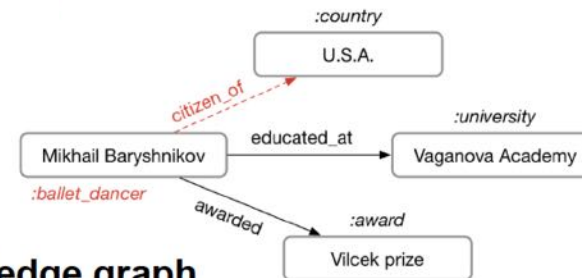 :country
U.S.A.
citizen_of
:university
educated_at
Mikhail Baryshnikov
Vaganova Academy
:ballet_dancer
awarded
:award
Vilcek prize
edge graph